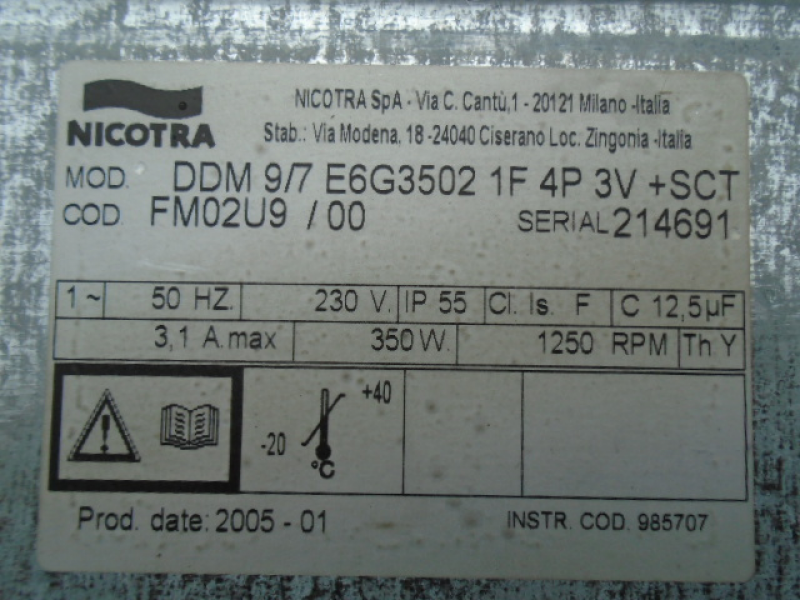 NICOTRA
NICOTRA SpA - Via C. Cantù,1 - 20121 Milano -Italia
Stab.: Via Modena, 18 -24040 Ciserano Loc. Zingonia -Italia
MOD. DDM 9/7 E6G3502 1F 4P 3V +SCT
COD. FM02U9 / 00 SERIAL 214691
1 ~ 50 HZ. 230 V. IP 55 Cl. Is. F C 12,5µF
3,1 A.max 350W. 1250 RPM Th Y
+40
-20
°C
Prod. date: 2005 - 01 INSTR. COD. 985707